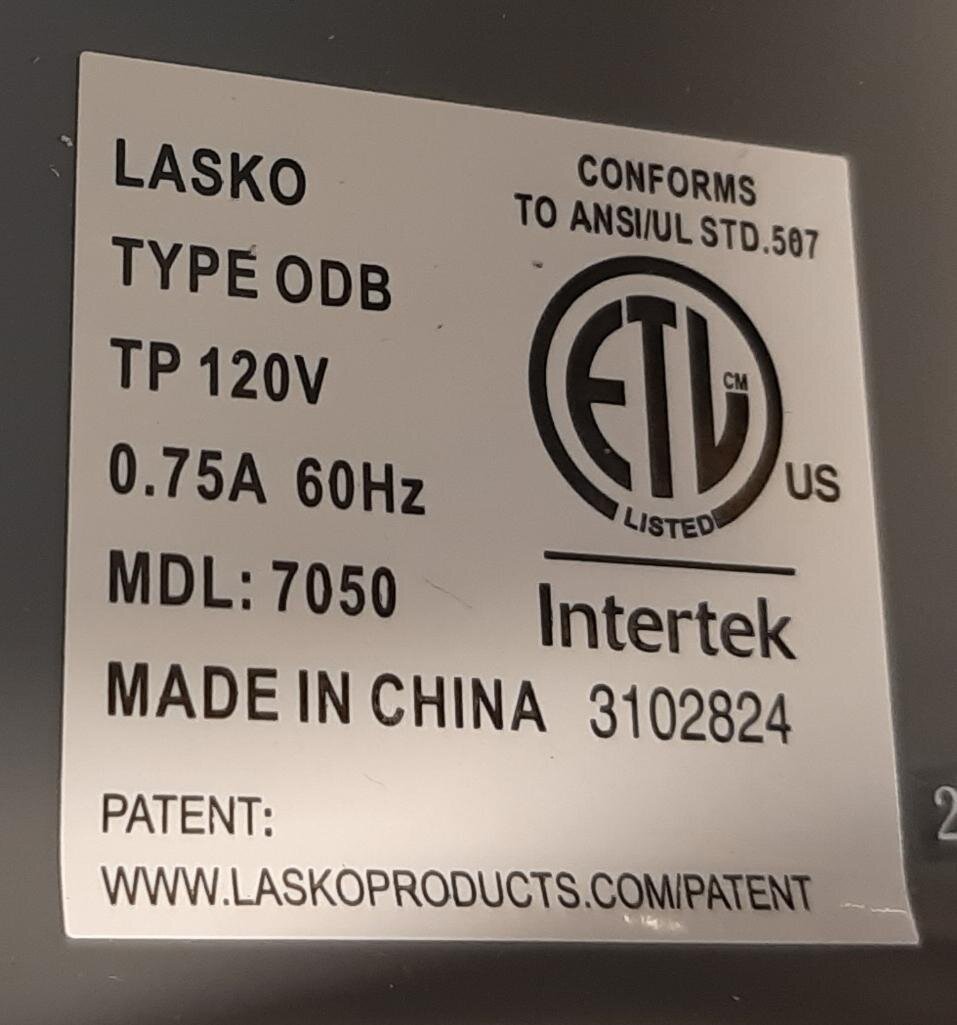 LASKO
TYPE ODB
TP 120V
0.75A 60Hz
MDL: 7050
MADE IN CHINA
CONFORMS
TO ANSI/UL STD.507
ETL
CM
LISTED
US
Intertek
3102824
PATENT:
WWW.LASKOPRODUCTS.COM/PATENT
2